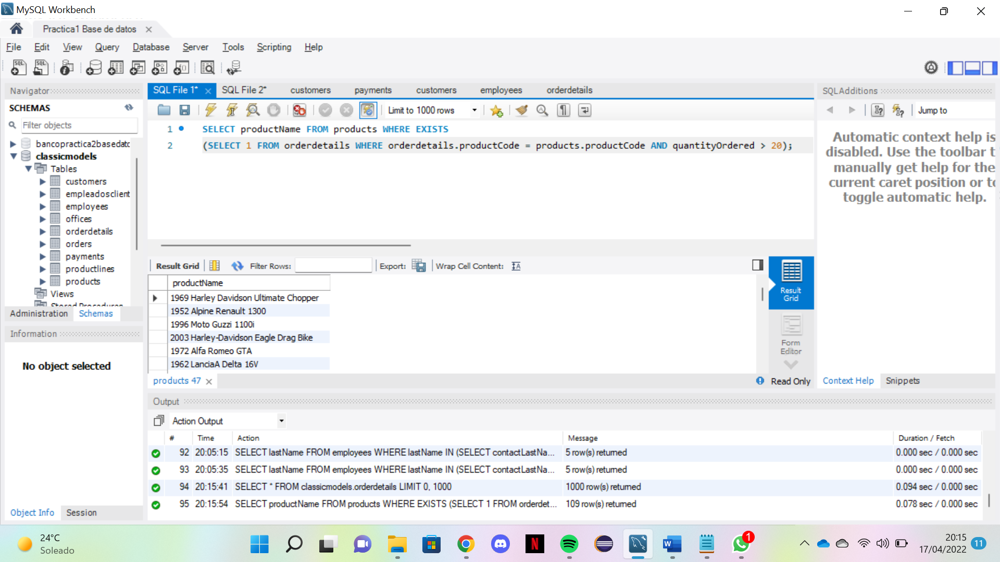 MySQL Workbench
Practica1 Base de datos
File Edit View Query Database Server Tools Scripting Help
Navigator
SCHEMAS
Filter objects
bancopractica2basedatc
classicmodels
Tables
customers
empleadosclient
employees
offices
orderdetails
orders
payments
productlines
products
Views
Stored Procedures
Administration Schemas
Information
No object selected
Object Info Session
SQL File 1* SQL File 2* customers payments customers employees orderdetails
Limit to 1000 rows
1 SELECT productName FROM products WHERE EXISTS
2 (SELECT 1 FROM orderdetails WHERE orderdetails.productCode = products.productCode AND quantityOrdered > 20);
Result Grid Filter Rows: Export: Wrap Cell Content:
productName
1969 Harley Davidson Ultimate Chopper
1952 Alpine Renault 1300
1996 Moto Guzzi 1100i
2003 Harley-Davidson Eagle Drag Bike
1972 Alfa Romeo GTA
1962 LanciaA Delta 16V
Result
Grid
Form
Editor
products 47
Read Only
SQLAdditions
Jump to
Automatic context help is
disabled. Use the toolbar t
manually get help for the
current caret position or to
toggle automatic help.
Context Help Snippets
Output
Action Output
# Time Action Message Duration / Fetch
92 20:05:15 SELECT lastName FROM employees WHERE lastName IN (SELECT contactLastNa... 5 row(s) returned 0.000 sec / 0.000 sec
93 20:05:35 SELECT lastName FROM employees WHERE lastName IN (SELECT contactLastNa... 5 row(s) returned 0.000 sec / 0.000 sec
94 20:15:41 SELECT * FROM classicmodels.orderdetails LIMIT 0, 1000 1000 row(s) returned 0.094 sec / 0.000 sec
95 20:15:54 SELECT productName FROM products WHERE EXISTS (SELECT 1 FROM orderdet... 109 row(s) returned 0.078 sec / 0.000 sec
24°C
Soleado
1
20:15
17/04/2022
11